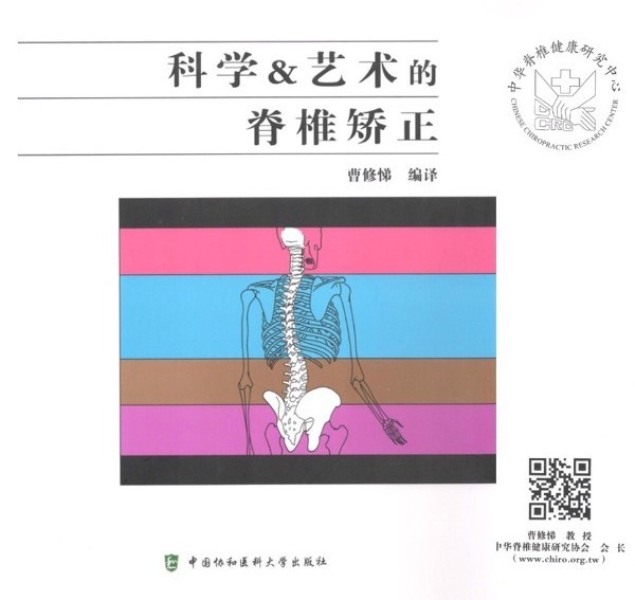 科学&艺术的
脊椎矫正
曹修悌 编译
中华脊椎健康研究中心
CHINESE CHIROPRACTIC RESEARCH CENTER
CRC
中国协和医科大学出版社
曹修悌 教授
中华脊椎健康研究协会 会长
(www.chiro.org.tw)